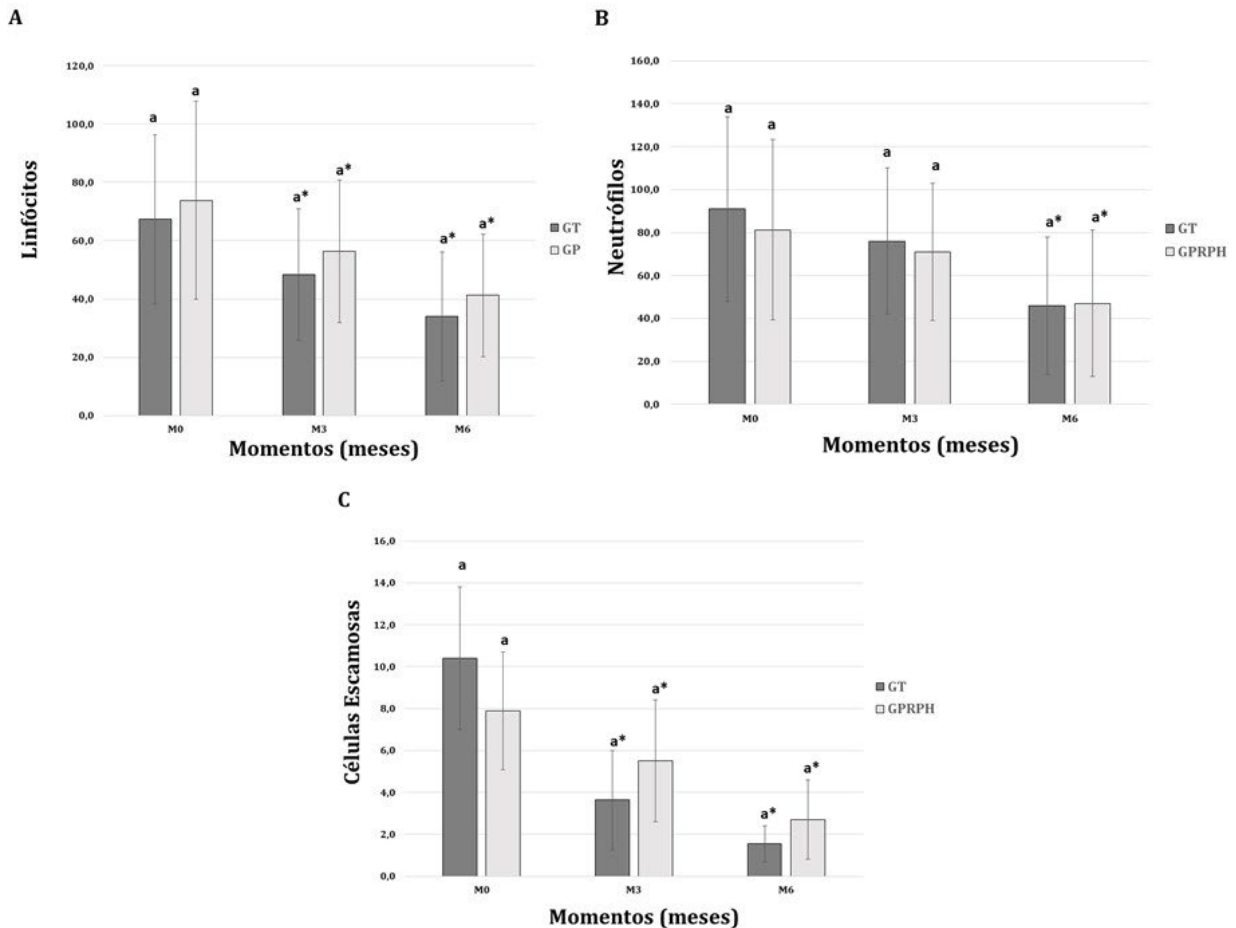 A
120,0
100,0
80,0
60,0
40,0
20,0
0,0
Linfócitos
a
a
a*
a*
a*
a*
M0
M3
M6
Momentos (meses)
GT
GP
B
160,0
140,0
120,0
100,0
80,0
60,0
40,0
20,0
0,0
Neutrófilos
a
a
a
a
a*
a*
M0
M3
M6
Momentos (meses)
GT
GPRPH
C
16,0
14,0
12,0
10,0
8,0
6,0
4,0
2,0
0,0
Células Escamosas
a
a
a*
a*
a*
a*
M0
M3
M6
Momentos (meses)
GT
GPRPH